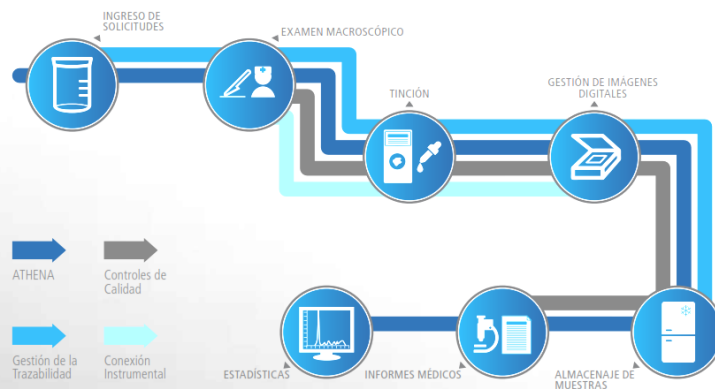 INGRESO DE
SOLICITUDES
EXAMEN MACROSCÓPICO
TINCIÓN
GESTIÓN DE IMÁGENES
DIGITALES
ATHENA
Controles de
Calidad
Gestión de la
Trazabilidad
Conexión
Instrumental
ESTADÍSTICAS
INFORMES MÉDICOS
ALMACENAJE DE
MUESTRAS